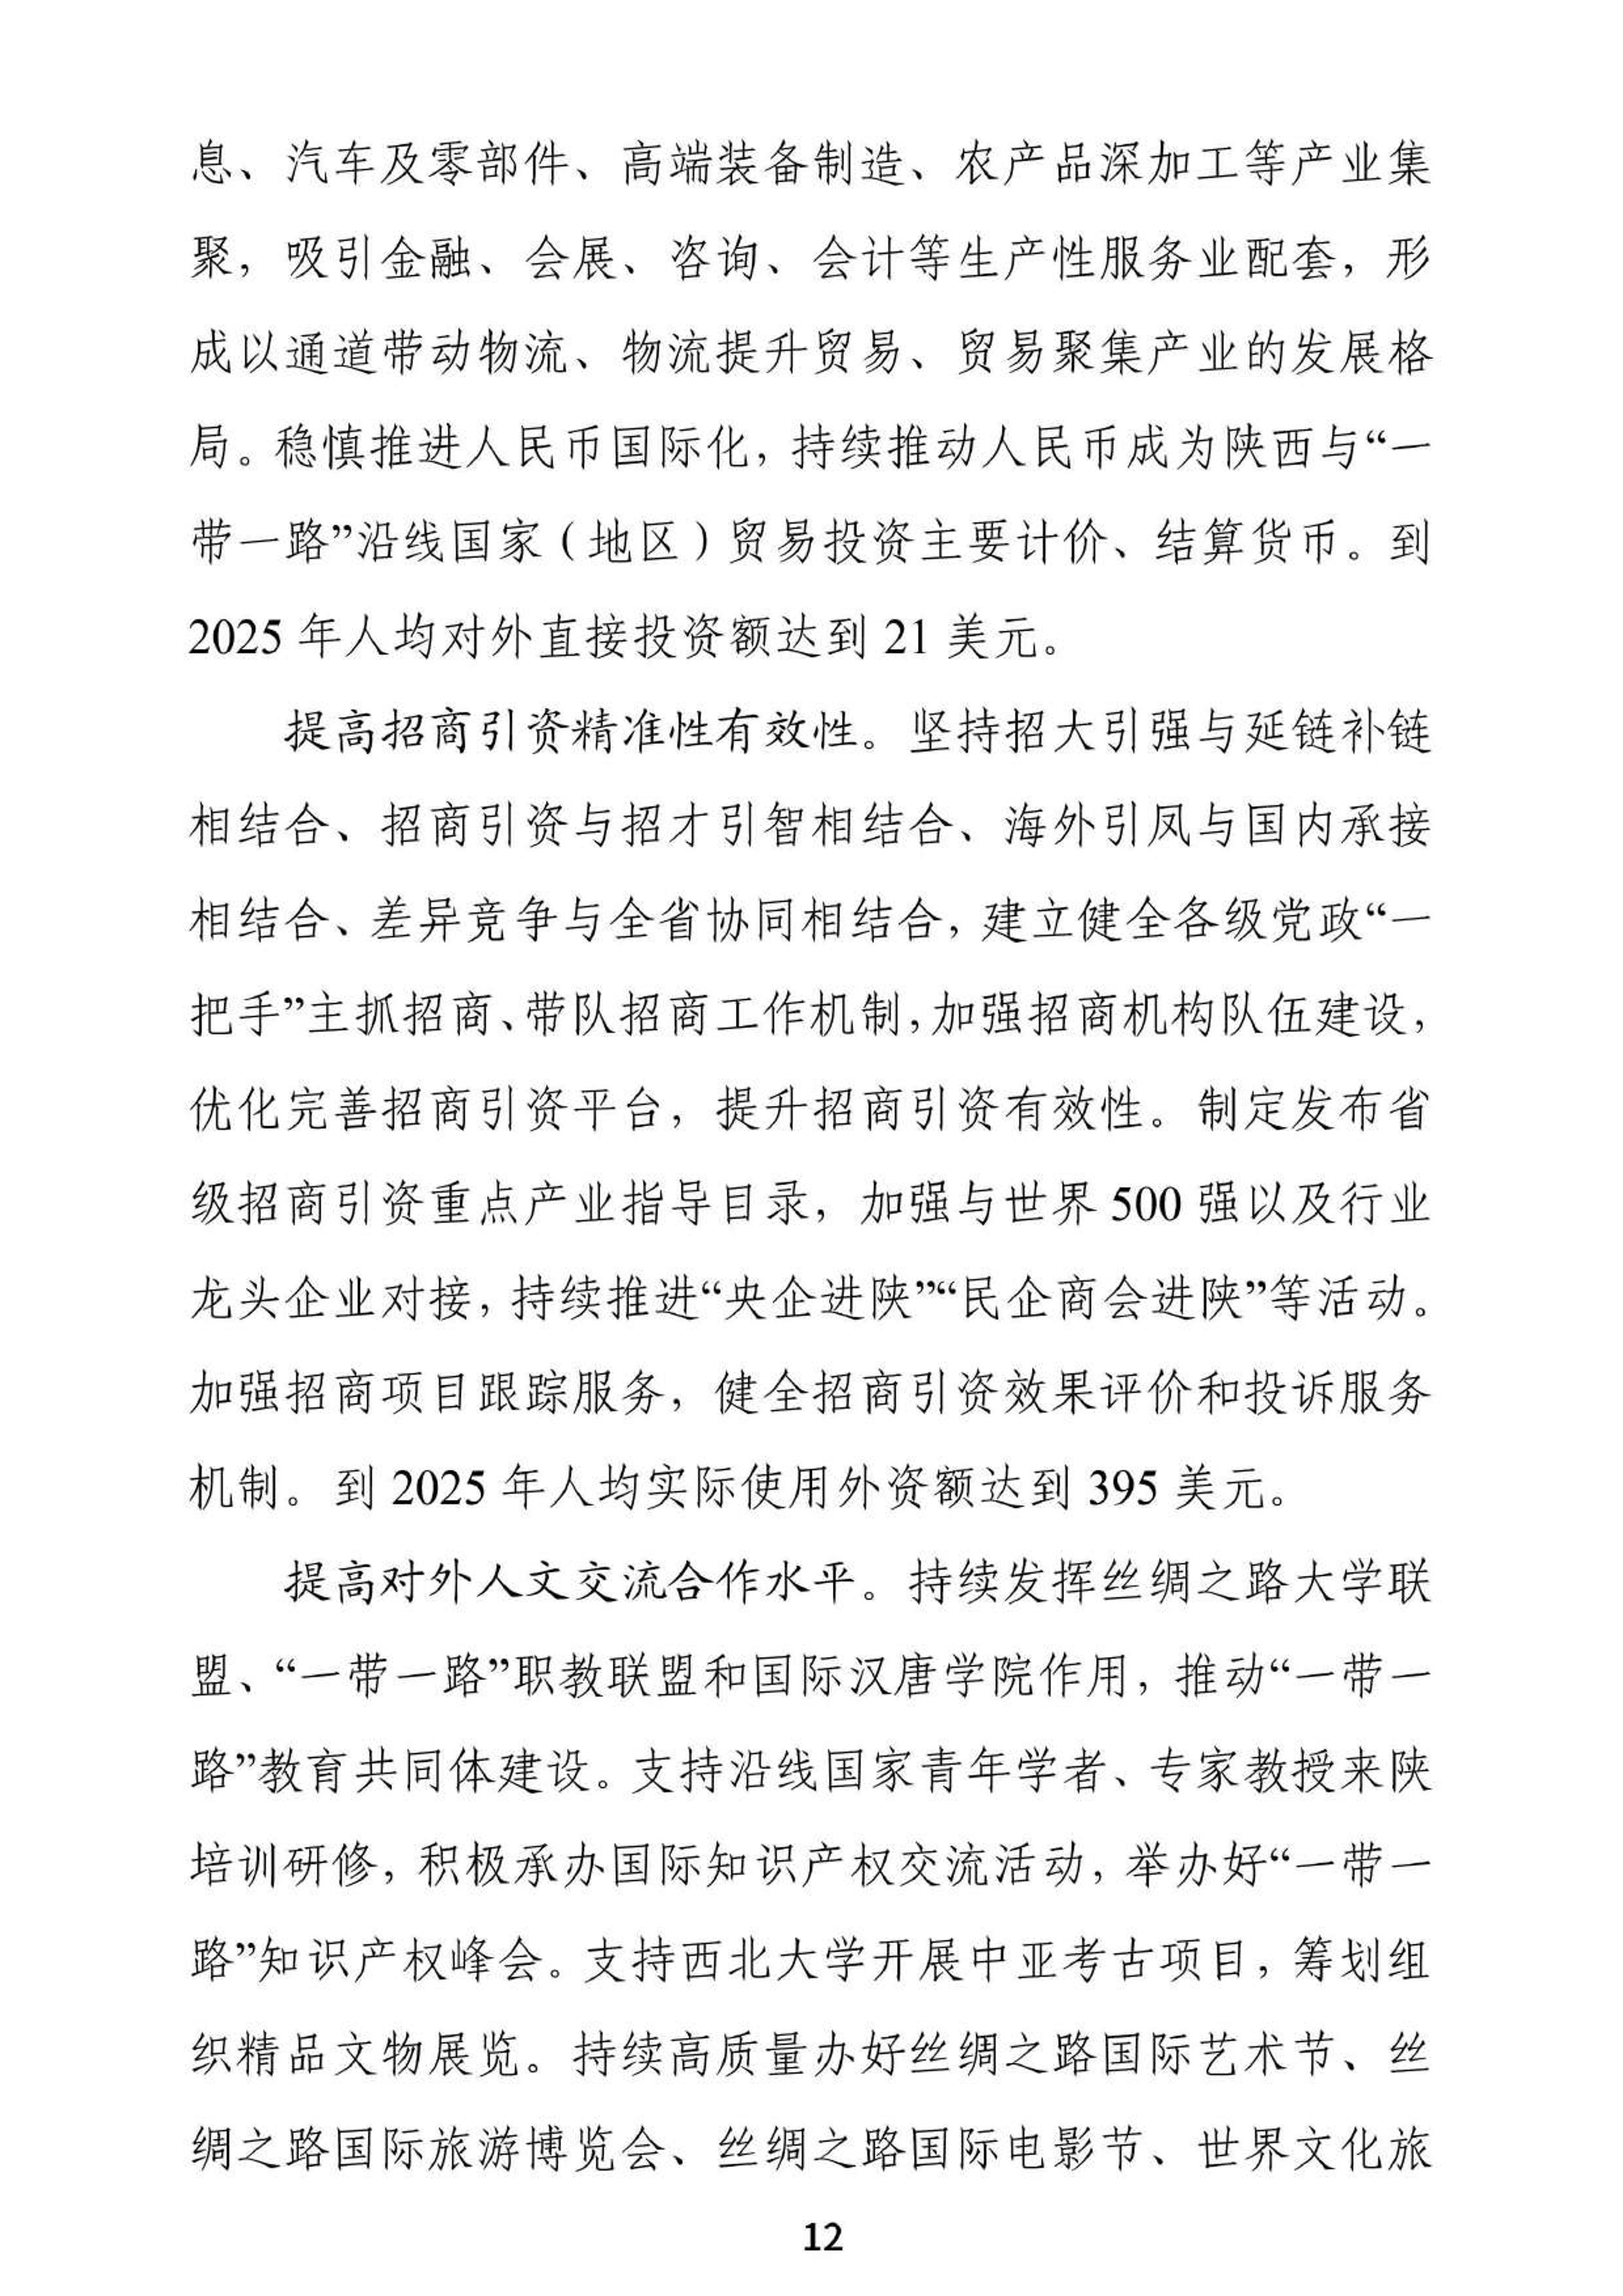 息、汽车及零部件、高端装备制造、农产品深加工等产业集
聚，吸引金融、会展、咨询、会计等生产性服务业配套，形
成以通道带动物流、物流提升贸易、贸易聚集产业的发展格
局。稳慎推进人民币国际化，持续推动人民币成为陕西与“一
带一路”沿线国家（地区）贸易投资主要计价、结算货币。到
2025 年人均对外直接投资额达到 21 美元。
提高招商引资精准性有效性。坚持招大引强与延链补链
相结合、招商引资与招才引智相结合、海外引凤与国内承接
相结合、差异竞争与全省协同相结合，建立健全各级党政“一
把手”主抓招商、带队招商工作机制，加强招商机构队伍建设，
优化完善招商引资平台，提升招商引资有效性。制定发布省
级招商引资重点产业指导目录，加强与世界 500 强以及行业
龙头企业对接，持续推进“央企进陕”“民企商会进陕”等活动。
加强招商项目跟踪服务，健全招商引资效果评价和投诉服务
机制。到 2025 年人均实际使用外资额达到 395 美元。
提高对外人文交流合作水平。持续发挥丝绸之路大学联
盟、“一带一路”职教联盟和国际汉唐学院作用，推动“一带一
路”教育共同体建设。支持沿线国家青年学者、专家教授来陕
培训研修，积极承办国际知识产权交流活动，举办好“一带一
路”知识产权峰会。支持西北大学开展中亚考古项目，筹划组
织精品文物展览。持续高质量办好丝绸之路国际艺术节、丝
绸之路国际旅游博览会、丝绸之路国际电影节、世界文化旅
12